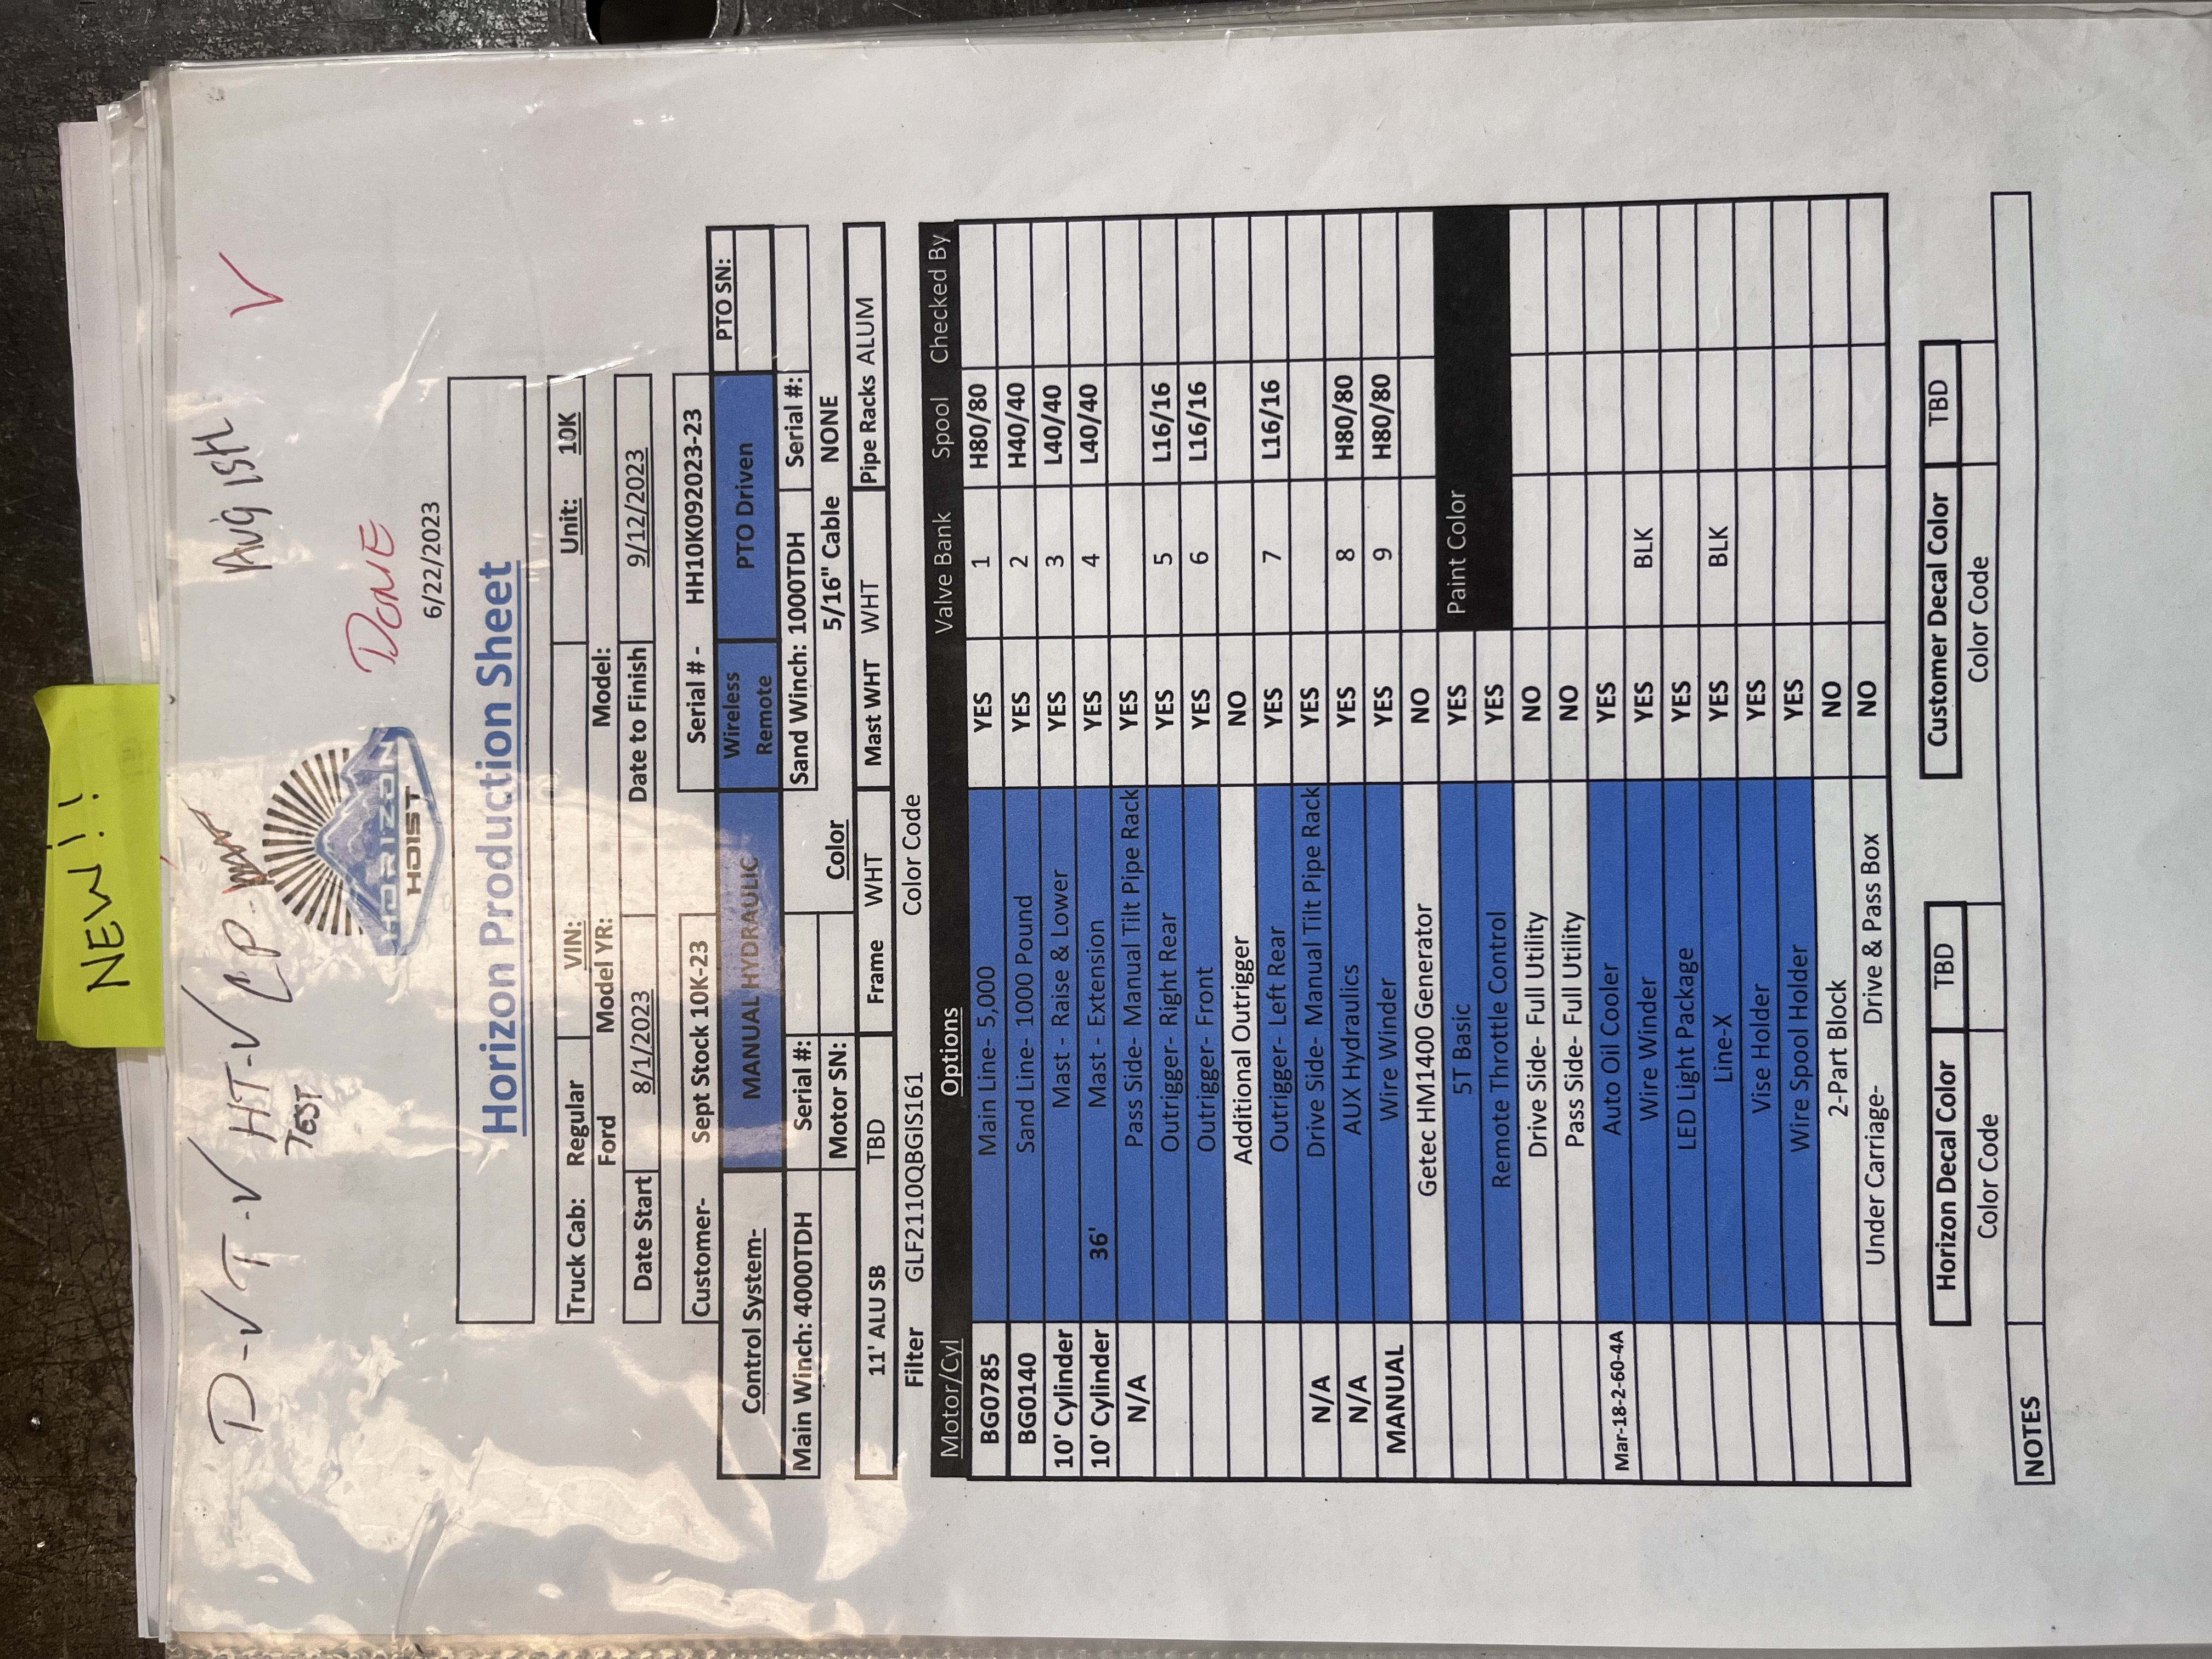 NEW!!
D-√ T-√ HT-√ CP-
TEST
Aug 1st √
DONE
HORIZON
HOIST
6/22/2023
Horizon Production Sheet
Truck Cab: Regular VIN: Unit: 10K
Ford Model YR: Model:
Date Start 8/1/2023 Date to Finish 9/12/2023
Customer- Sept Stock 10K-23 Serial # - HH10K092023-23
Control System- MANUAL HYDRAULIC Wireless Remote PTO Driven PTO SN:
Main Winch: 4000TDH Serial #: Sand Winch: 1000TDH Serial #:
Motor SN: Color 5/16" Cable NONE
11' ALU SB TBD Frame WHT Mast WHT WHT Pipe Racks ALUM
Filter GLF2110QBGIS161 Color Code
Motor/Cyl Options Valve Bank Spool Checked By
BG0785 Main Line- 5,000 YES 1 H80/80
BG0140 Sand Line- 1000 Pound YES 2 H40/40
10' Cylinder Mast - Raise & Lower YES 3 L40/40
10' Cylinder 36' Mast - Extension YES 4 L40/40
N/A Pass Side- Manual Tilt Pipe Rack YES
Outrigger- Right Rear YES 5 L16/16
Outrigger- Front YES 6 L16/16
Additional Outrigger NO
Outrigger- Left Rear YES 7 L16/16
N/A Drive Side- Manual Tilt Pipe Rack YES
N/A AUX Hydraulics YES 8 H80/80
MANUAL Wire Winder YES 9 H80/80
Getec HM1400 Generator NO
5T Basic YES Paint Color
Remote Throttle Control YES
Drive Side- Full Utility NO
Pass Side- Full Utility NO
Mar-18-2-60-4A Auto Oil Cooler YES
Wire Winder YES BLK
LED Light Package YES
Line-X YES BLK
Vise Holder YES
Wire Spool Holder YES
2-Part Block NO
Under Carriage- Drive & Pass Box NO
Horizon Decal Color TBD Customer Decal Color TBD
Color Code Color Code
NOTES